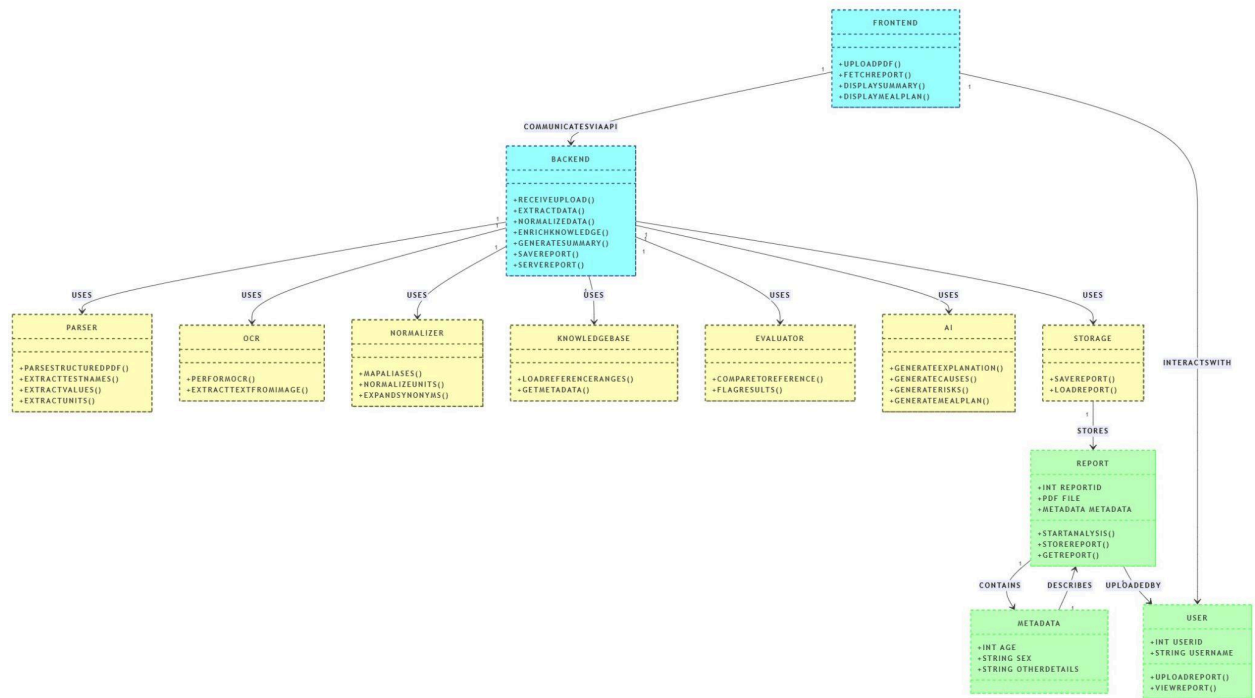 FRONTEND
+UPLOADPDF()
+FETCHREPORT()
+DISPLAYSUMMARY()
+DISPLAYMEALPLAN()
1
1
COMMUNICATESVIAAPI
BACKEND
+RECEIVEUPLOAD()
+EXTRACTDATA()
+NORMALIZEDATA()
+ENRICHKNOWLEDGE()
+GENERATESUMMARY()
+SAVEREPORT()
+SERVEREPORT()
1
1
1
1
1
1
1
USES
USES
USES
USES
USES
USES
USES
PARSER
+PARSESTRUCTUREDPDF()
+EXTRACTTESTNAMES()
+EXTRACTVALUES()
+EXTRACTUNITS()
OCR
+PERFORMOCR()
+EXTRACTTEXTFROMIMAGE()
NORMALIZER
+MAPALIASES()
+NORMALIZEUNITS()
+EXPANDSYNONYMS()
KNOWLEDGEBASE
+LOADREFERENCERANGES()
+GETMETADATA()
EVALUATOR
+COMPARETOREFERENCE()
+FLAGRESULTS()
AI
+GENERATEEXPLANATION()
+GENERATECAUSES()
+GENERATERISKS()
+GENERATEMEALPLAN()
STORAGE
+SAVEREPORT()
+LOADREPORT()
INTERACTSWITH
1
STORES
REPORT
+INT REPORTID
+PDF FILE
+METADATA METADATA
+STARTANALYSIS()
+STOREREPORT()
+GETREPORT()
1
CONTAINS
DESCRIBES
UPLOADEDBY
1
1
METADATA
+INT AGE
+STRING SEX
+STRING OTHERDETAILS
USER
+INT USERID
+STRING USERNAME
+UPLOADREPORT()
+VIEWREPORT()